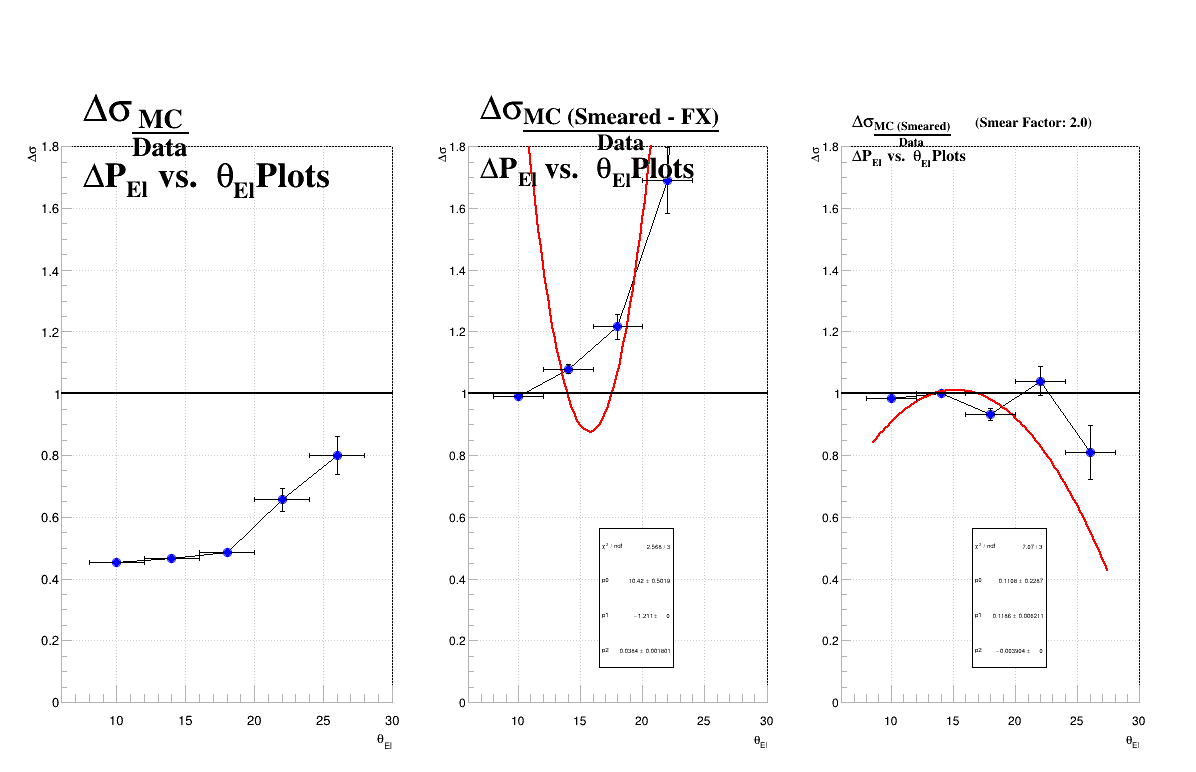 Δσ MC / Data
ΔP El vs. θ El Plots
Δσ
1.8
1.6
1.4
1.2
1
0.8
0.6
0.4
0.2
0
10 15 20 25 30
θ El
Δσ MC (Smeared - FX) / Data
ΔP El vs. θ El Plots
Δσ
1.8
1.6
1.4
1.2
1
0.8
0.6
0.4
0.2
0
χ² / ndf 2.568 / 3
p0 10.42 ± 0.5019
p1 −1.211 ± 0
p2 0.0384 ± 0.001801
10 15 20 25 30
θ El
Δσ MC (Smeared) / Data (Smear Factor: 2.0)
ΔP El vs. θ El Plots
Δσ
1.8
1.6
1.4
1.2
1
0.8
0.6
0.4
0.2
0
χ² / ndf 7.07 / 3
p0 0.1108 ± 0.2287
p1 0.1186 ± 0.006211
p2 −0.003904 ± 0
10 15 20 25 30
θ El